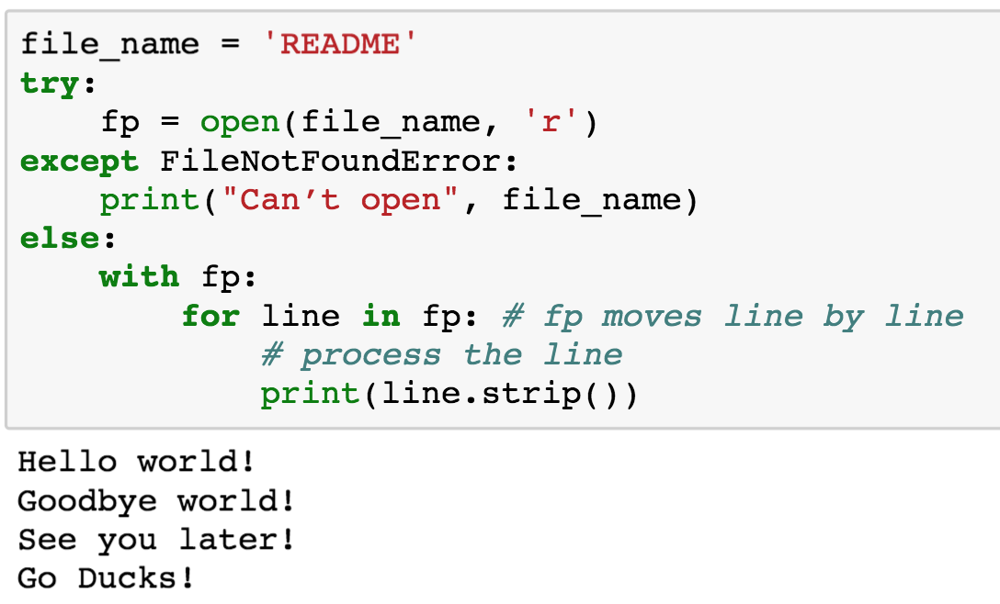 file_name = 'README'
try:
    fp = open(file_name, 'r')
except FileNotFoundError:
    print("Can’t open", file_name)
else:
    with fp:
        for line in fp: # fp moves line by line
            # process the line
            print(line.strip())
Hello world!
Goodbye world!
See you later!
Go Ducks!